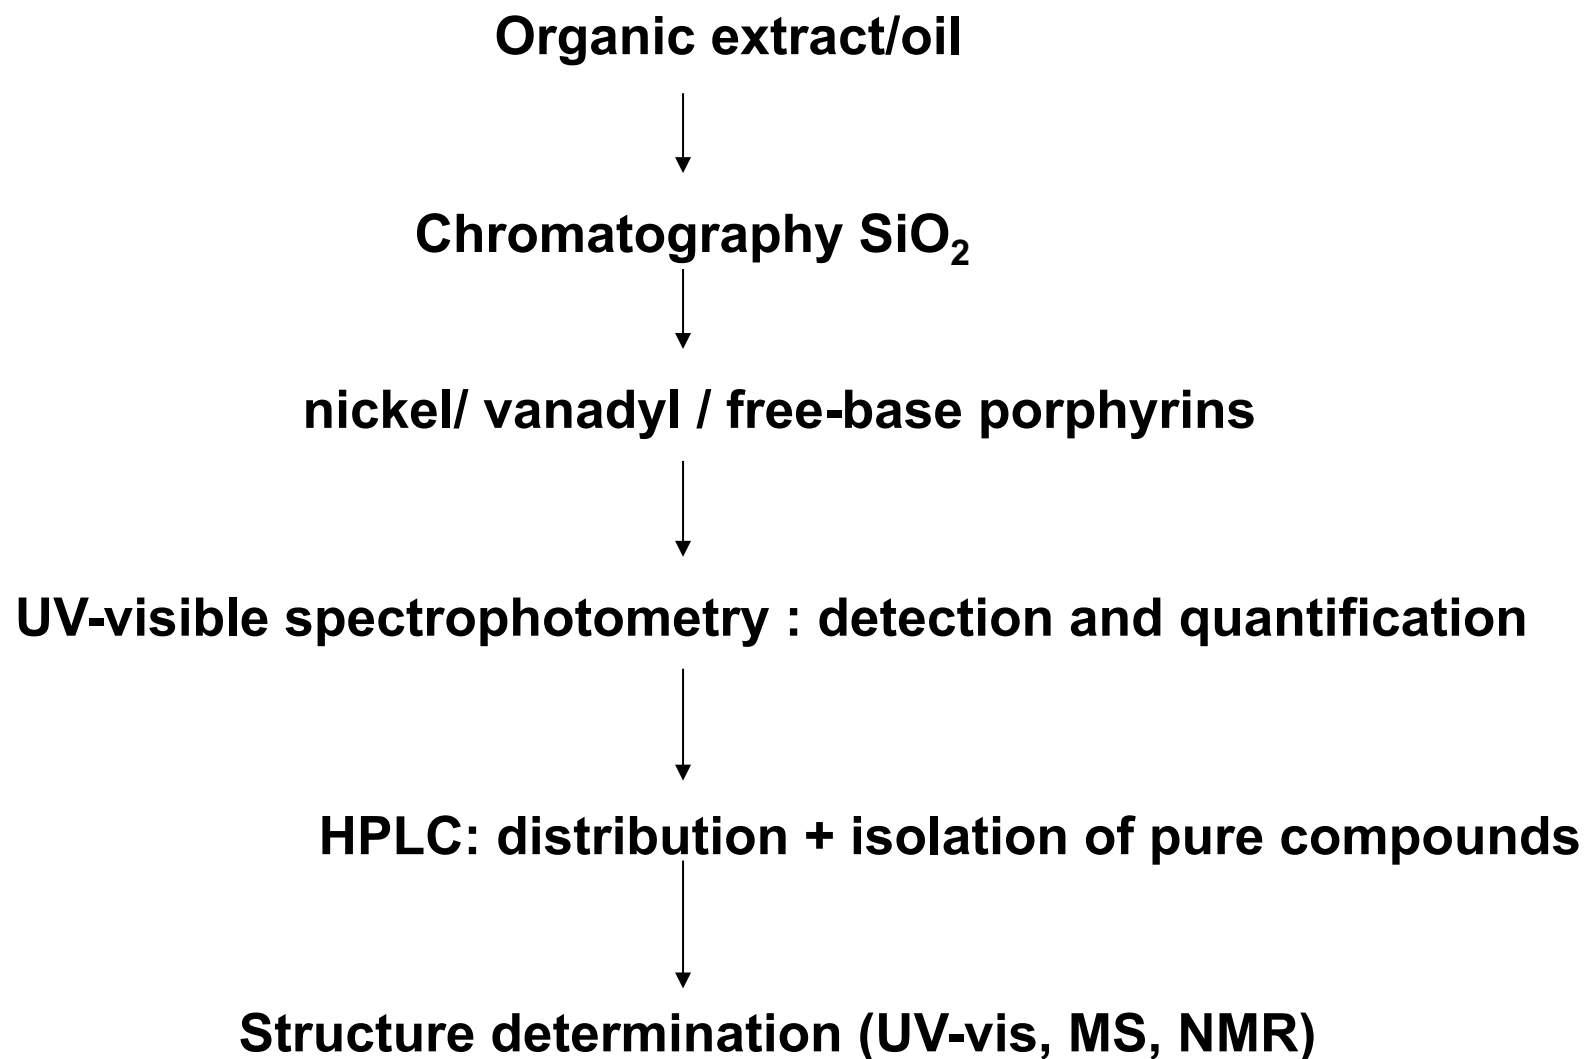 Organic extract/oil
Chromatography SiO₂
nickel/ vanadyl / free-base porphyrins
UV-visible spectrophotometry : detection and quantification
HPLC: distribution + isolation of pure compounds
Structure determination (UV-vis, MS, NMR)